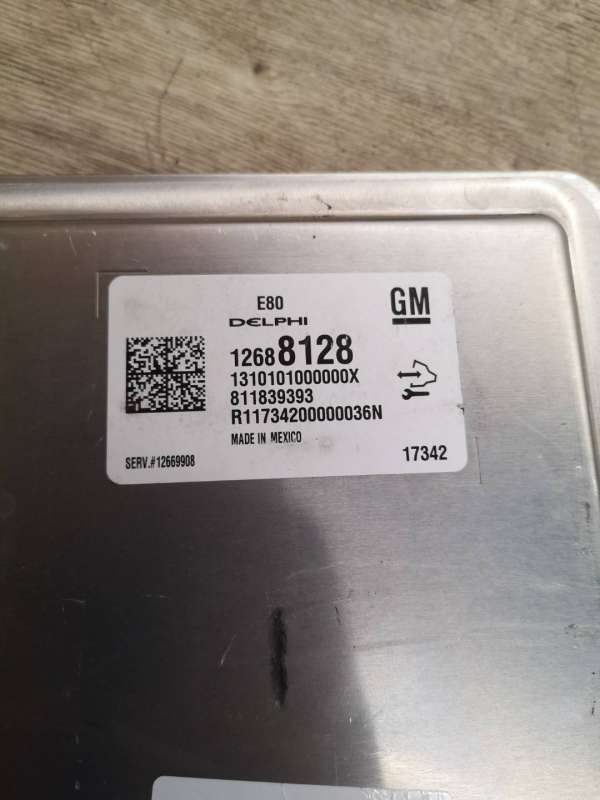 E80
DELPHI
GM
12688128
1310101000000X
811839393
R11734200000036N
MADE IN MEXICO
SERV.#12669908
17342